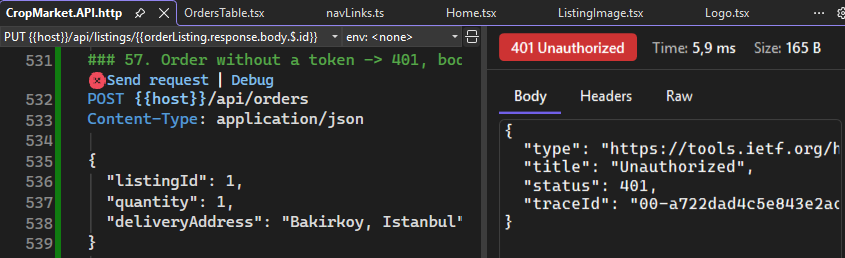 CropMarket.API.http OrdersTable.tsx navLinks.ts Home.tsx ListingImage.tsx Logo.tsx
PUT {{host}}/api/listings/{{orderListing.response.body.$.id}} env: <none>
531 ### 57. Order without a token -> 401, bod
Send request | Debug
532 POST {{host}}/api/orders
533 Content-Type: application/json
534
535 {
536 "listingId": 1,
537 "quantity": 1,
538 "deliveryAddress": "Bakirkoy, Istanbul"
539 }
401 Unauthorized Time: 5,9 ms Size: 165 B
Body Headers Raw
{
"type": "https://tools.ietf.org/h
"title": "Unauthorized",
"status": 401,
"traceId": "00-a722dad4c5e843e2ac
}